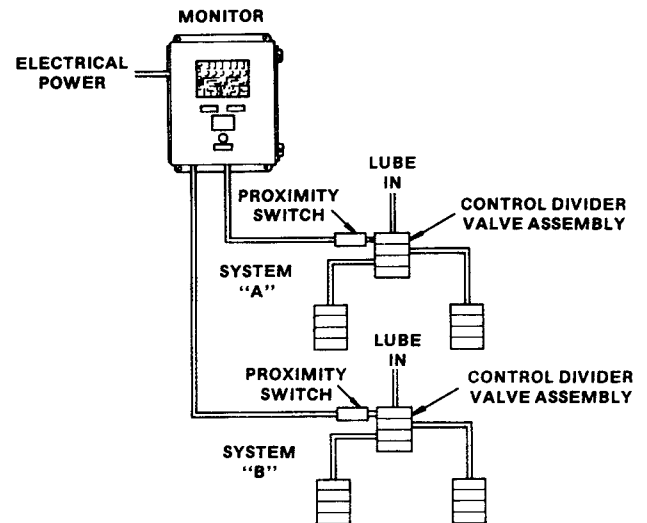 MONITOR
ELECTRICAL
POWER
LUBE
IN
PROXIMITY
SWITCH
CONTROL DIVIDER
VALVE ASSEMBLY
SYSTEM
"A"
LUBE
IN
PROXIMITY
SWITCH
CONTROL DIVIDER
VALVE ASSEMBLY
SYSTEM
"B"